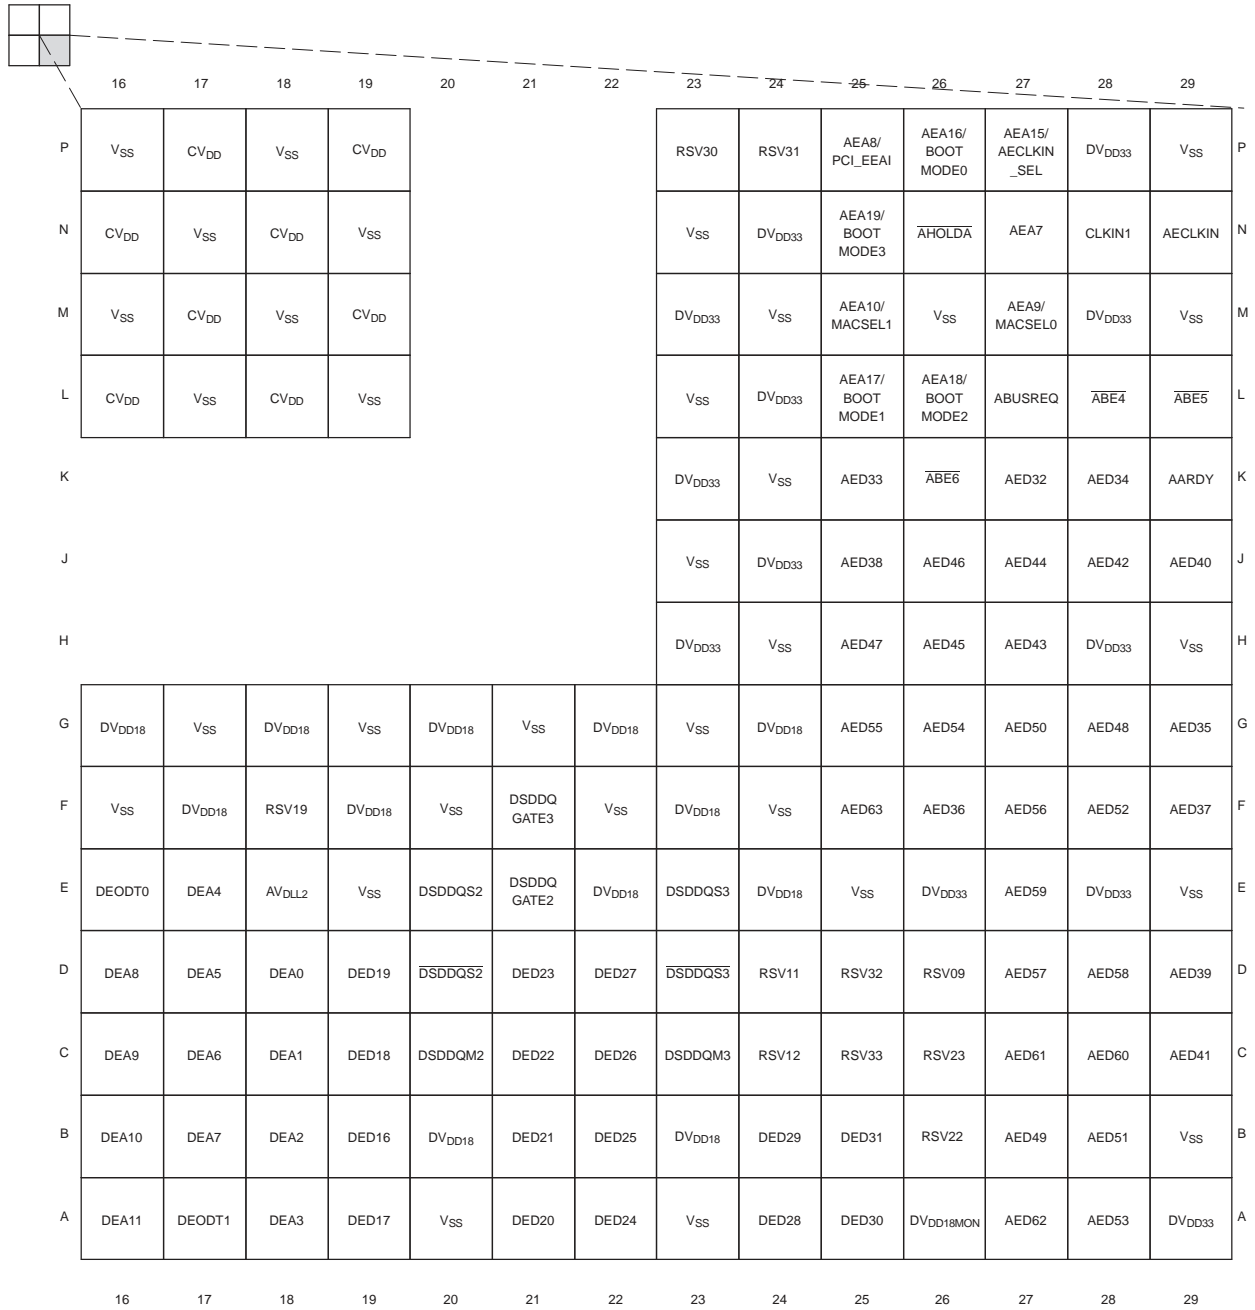 16 17 18 19 20 21 22 23 24 25 26 27 28 29
P VSS CVDD VSS CVDD RSV30 RSV31 AEA8/ PCI_EEAI AEA16/ BOOT MODE0 AEA15/ AECLKIN _SEL DVDD33 VSS P
N CVDD VSS CVDD VSS VSS DVDD33 AEA19/ BOOT MODE3 AHOLDA AEA7 CLKIN1 AECLKIN N
M VSS CVDD VSS CVDD DVDD33 VSS AEA10/ MACSEL1 VSS AEA9/ MACSEL0 DVDD33 VSS M
L CVDD VSS CVDD VSS VSS DVDD33 AEA17/ BOOT MODE1 AEA18/ BOOT MODE2 ABUSREQ ABE4 ABE5 L
K DVDD33 VSS AED33 ABE6 AED32 AED34 AARDY K
J VSS DVDD33 AED38 AED46 AED44 AED42 AED40 J
H DVDD33 VSS AED47 AED45 AED43 DVDD33 VSS H
G DVDD18 VSS DVDD18 VSS DVDD18 VSS DVDD18 VSS DVDD18 AED55 AED54 AED50 AED48 AED35 G
F VSS DVDD18 RSV19 DVDD18 VSS DSDDQ GATE3 VSS DVDD18 VSS AED63 AED36 AED56 AED52 AED37 F
E DEODT0 DEA4 AVDLL2 VSS DSDDQS2 DSDDQ GATE2 DVDD18 DSDDQS3 DVDD18 VSS DVDD33 AED59 DVDD33 VSS E
D DEA8 DEA5 DEA0 DED19 DSDDQS2 DED23 DED27 DSDDQS3 RSV11 RSV32 RSV09 AED57 AED58 AED39 D
C DEA9 DEA6 DEA1 DED18 DSDDQM2 DED22 DED26 DSDDQM3 RSV12 RSV33 RSV23 AED61 AED60 AED41 C
B DEA10 DEA7 DEA2 DED16 DVDD18 DED21 DED25 DVDD18 DED29 DED31 RSV22 AED49 AED51 VSS B
A DEA11 DEODT1 DEA3 DED17 VSS DED20 DED24 VSS DED28 DED30 DVDD18MON AED62 AED53 DVDD33 A
16 17 18 19 20 21 22 23 24 25 26 27 28 29